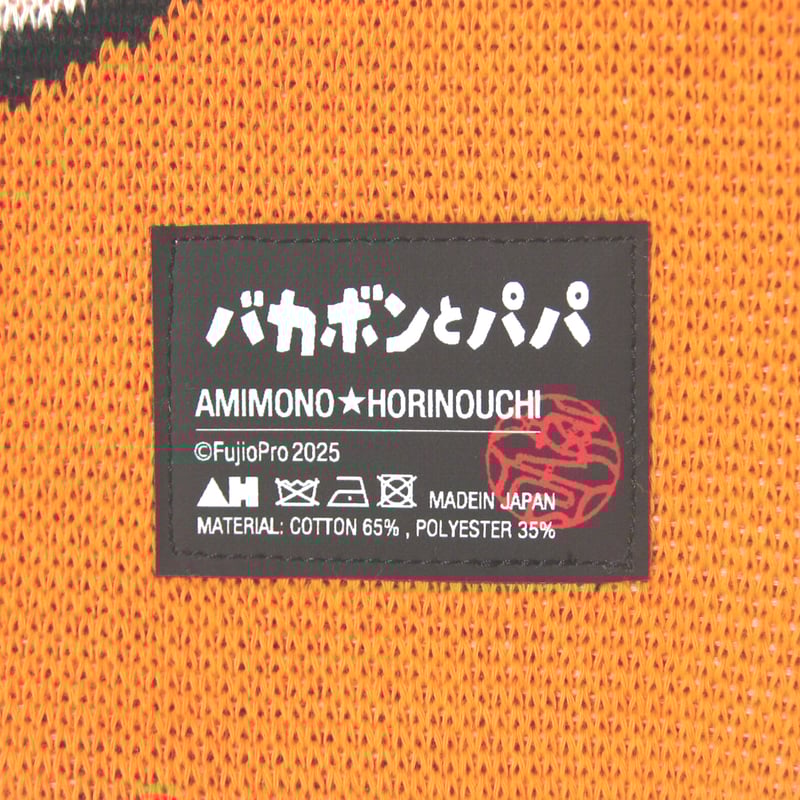 バカボンとパパ
AMIMONO★HORINOUCHI
©FujioPro 2025
AH MADEIN JAPAN
MATERIAL: COTTON 65% , POLYESTER 35%